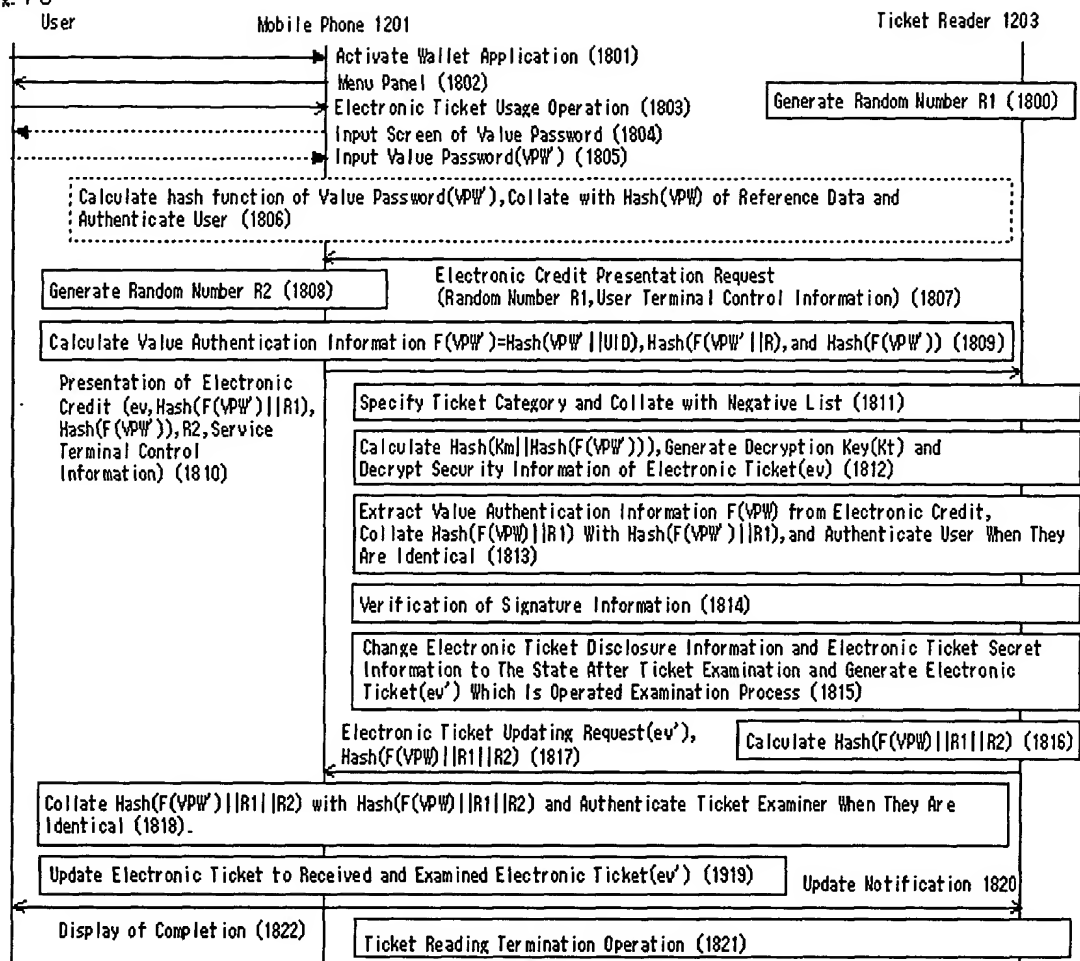 User
Mobile Phone 1201
Ticket Reader 1203
Activate Wallet Application (1801)
Menu Panel (1802)
Generate Random Number R1 (1800)
Electronic Ticket Usage Operation (1803)
Input Screen of Value Password (1804)
Input Value Password(VPW') (1805)
Calculate hash function of Value Password(VPW'),Collate with Hash(VPW) of Reference Data and
Authenticate User (1806)
Electronic Credit Presentation Request
(Random Number R1,User Terminal Control Information) (1807)
Generate Random Number R2 (1808)
Calculate Value Authentication Information F(VPW')=Hash(VPW'||UID),Hash(F(VPW'||R),and Hash(F(VPW')) (1809)
Presentation of Electronic
Credit (ev,Hash(F(VPW')||R1),
Hash(F(VPW')),R2,Service
Terminal Control
Information) (1810)
Specify Ticket Category and Collate with Negative List (1811)
Calculate Hash(Km||Hash(F(VPW'))),Generate Decryption Key(Kt) and
Decrypt Security Information of Electronic Ticket(ev) (1812)
Extract Value Authentication Information F(VPW) from Electronic Credit,
Collate Hash(F(VPW)||R1) With Hash(F(VPW')||R1),and Authenticate User When They
Are Identical (1813)
Verification of Signature Information (1814)
Change Electronic Ticket Disclosure Information and Electronic Ticket Secret
Information to The State After Ticket Examination and Generate Electronic
Ticket(ev') Which Is Operated Examination Process (1815)
Electronic Ticket Updating Request(ev'),
Hash(F(VPW)||R1||R2) (1817)
Calculate Hash(F(VPW)||R1||R2) (1816)
Collate Hash(F(VPW')||R1||R2) with Hash(F(VPW)||R1||R2) and Authenticate Ticket Examiner When They Are
Identical (1818).
Update Electronic Ticket to Received and Examined Electronic Ticket(ev') (1919)
Update Notification 1820
Display of Completion (1822)
Ticket Reading Termination Operation (1821)